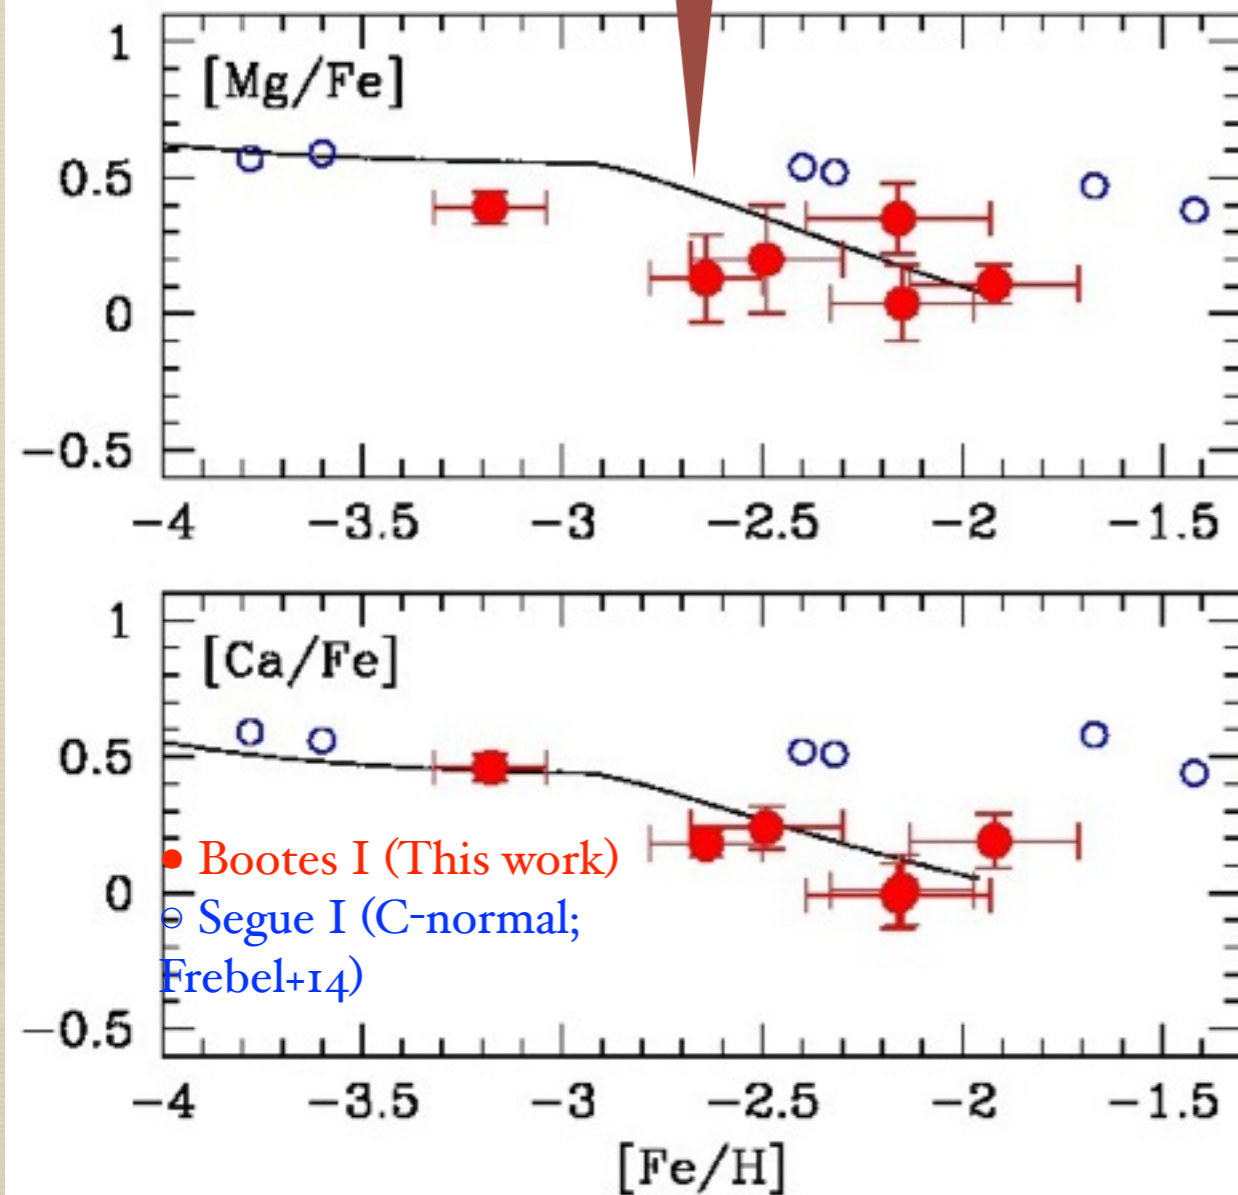 1
[Mg/Fe]
0.5
0
−0.5
−4 −3.5 −3 −2.5 −2 −1.5
1
[Ca/Fe]
0.5
• Bootes I (This work)
0
○ Segue I (C-normal;
Frebel+14)
−0.5
−4 −3.5 −3 −2.5 −2 −1.5
[Fe/H]